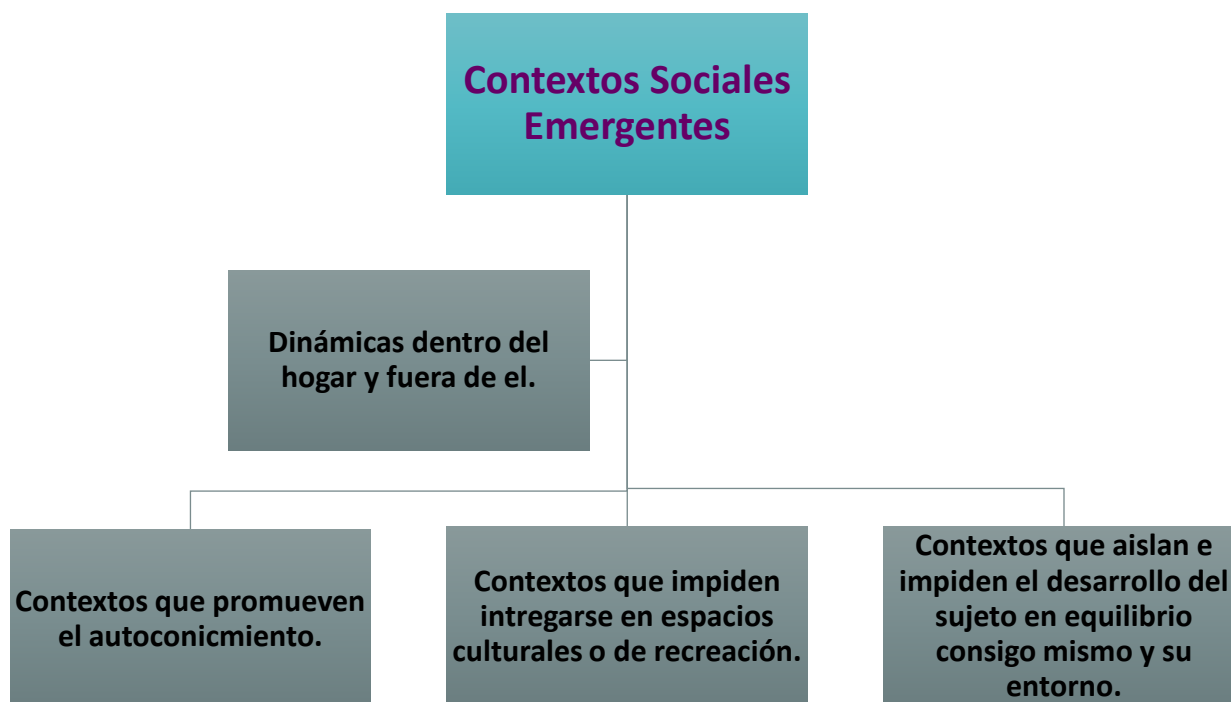 Contextos Sociales
Emergentes
Dinámicas dentro del
hogar y fuera de el.
Contextos que promueven
el autoconicmiento.
Contextos que impiden
intregarse en espacios
culturales o de recreación.
Contextos que aislan e
impiden el desarrollo del
sujeto en equilibrio
consigo mismo y su
entorno.